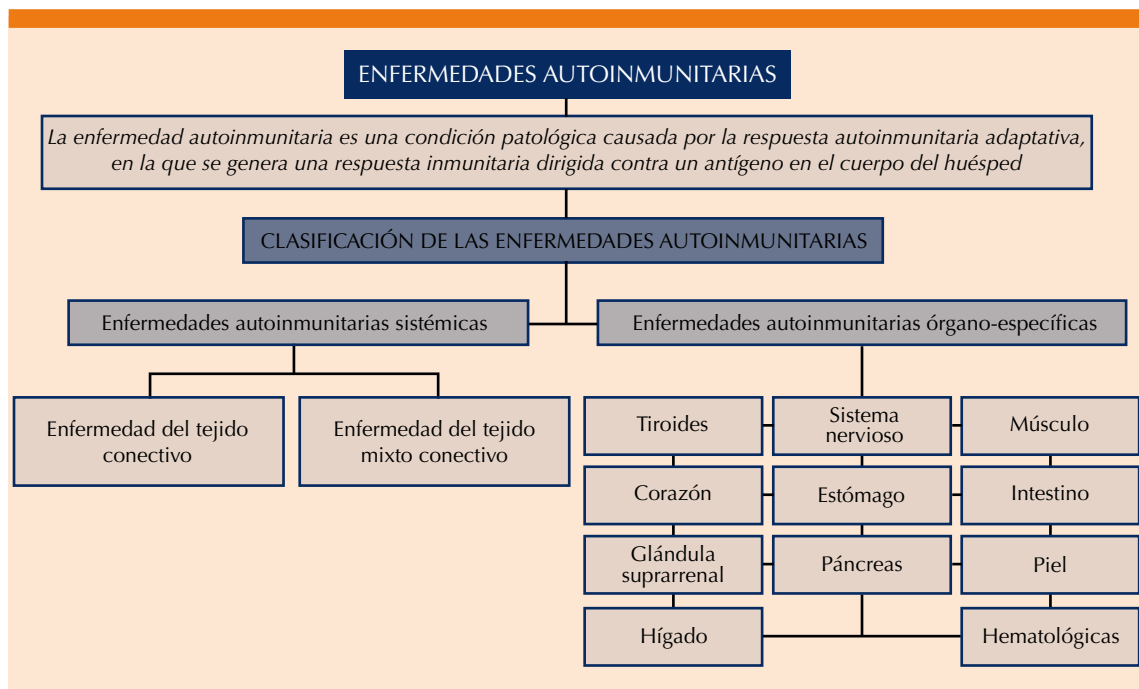 ENFERMEDADES AUTOINMUNITARIAS
La enfermedad autoinmunitaria es una condición patológica causada por la respuesta autoinmunitaria adaptativa,
en la que se genera una respuesta inmunitaria dirigida contra un antígeno en el cuerpo del huésped
CLASIFICACIÓN DE LAS ENFERMEDADES AUTOINMUNITARIAS
Enfermedades autoinmunitarias sistémicas
Enfermedades autoinmunitarias órgano-específicas
Enfermedad del tejido
conectivo
Enfermedad del tejido
mixto conectivo
Tiroides
Sistema
nervioso
Músculo
Corazón
Estómago
Intestino
Glándula
suprarrenal
Páncreas
Piel
Hígado
Hematológicas